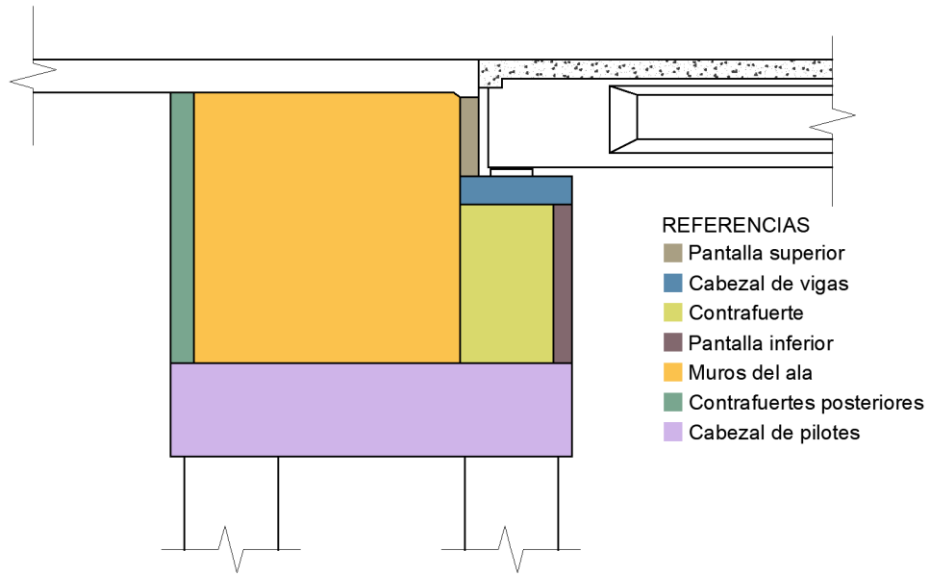 REFERENCIAS
Pantalla superior
Cabezal de vigas
Contrafuerte
Pantalla inferior
Muros del ala
Contrafuertes posteriores
Cabezal de pilotes